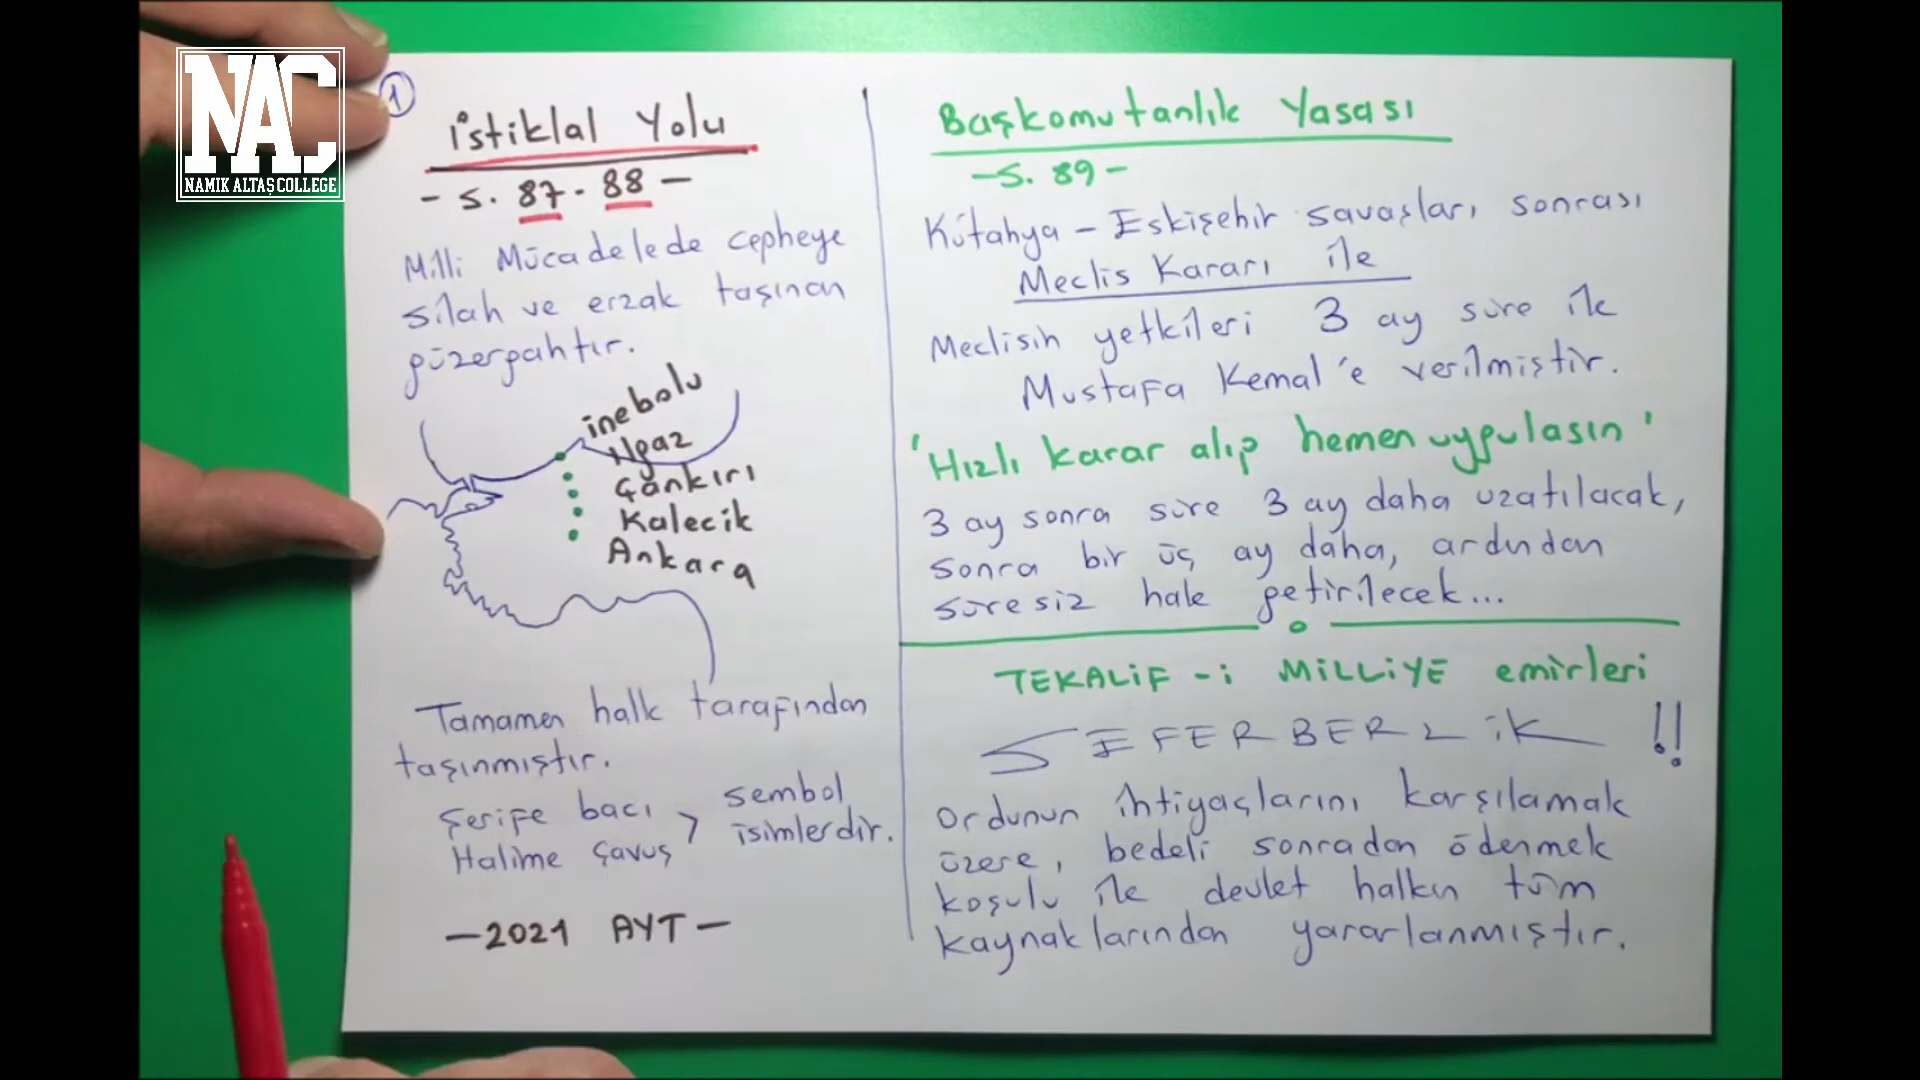 NAC
NAMIK ALTAŞ COLLEGE
1
istiklal Yolu
- S. 87 - 88 -
Milli Mücadelede cepheye
silah ve erzak taşınan
güzergahtır.
inebolu
Ilgaz
Çankırı
Kalecik
Ankara
Tamamen halk tarafından
taşınmıştır.
Şerife bacı > sembol
Halime Çavuş isimlerdir.
- 2021 AYT -
Başkomutanlık Yasası
- S. 89 -
Kütahya - Eskişehir savaşları sonrası
Meclis Kararı ile
Meclisin yetkileri 3 ay süre ile
Mustafa Kemal'e verilmiştir.
'Hızlı karar alıp hemen uygulasın'
3 ay sonra süre 3 ay daha uzatılacak,
sonra bir üç ay daha, ardından
süresiz hale getirilecek...
TEKALİF-i MİLLİYE emirleri
SEFERBERLİK !!
Ordunun ihtiyaçlarını karşılamak
üzere, bedeli sonradan ödenmek
koşulu ile devlet halkın tüm
kaynaklarından yararlanmıştır.